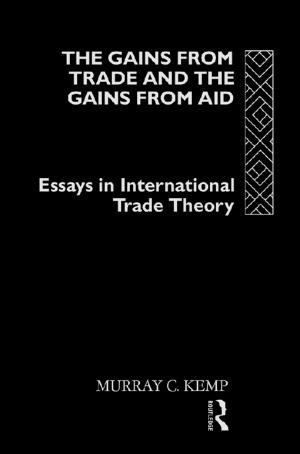 THE GAINS FROM
TRADE AND THE
GAINS FROM AID
Essays in International
Trade Theory
MURRAY C. KEMP
ROUTLEDGE